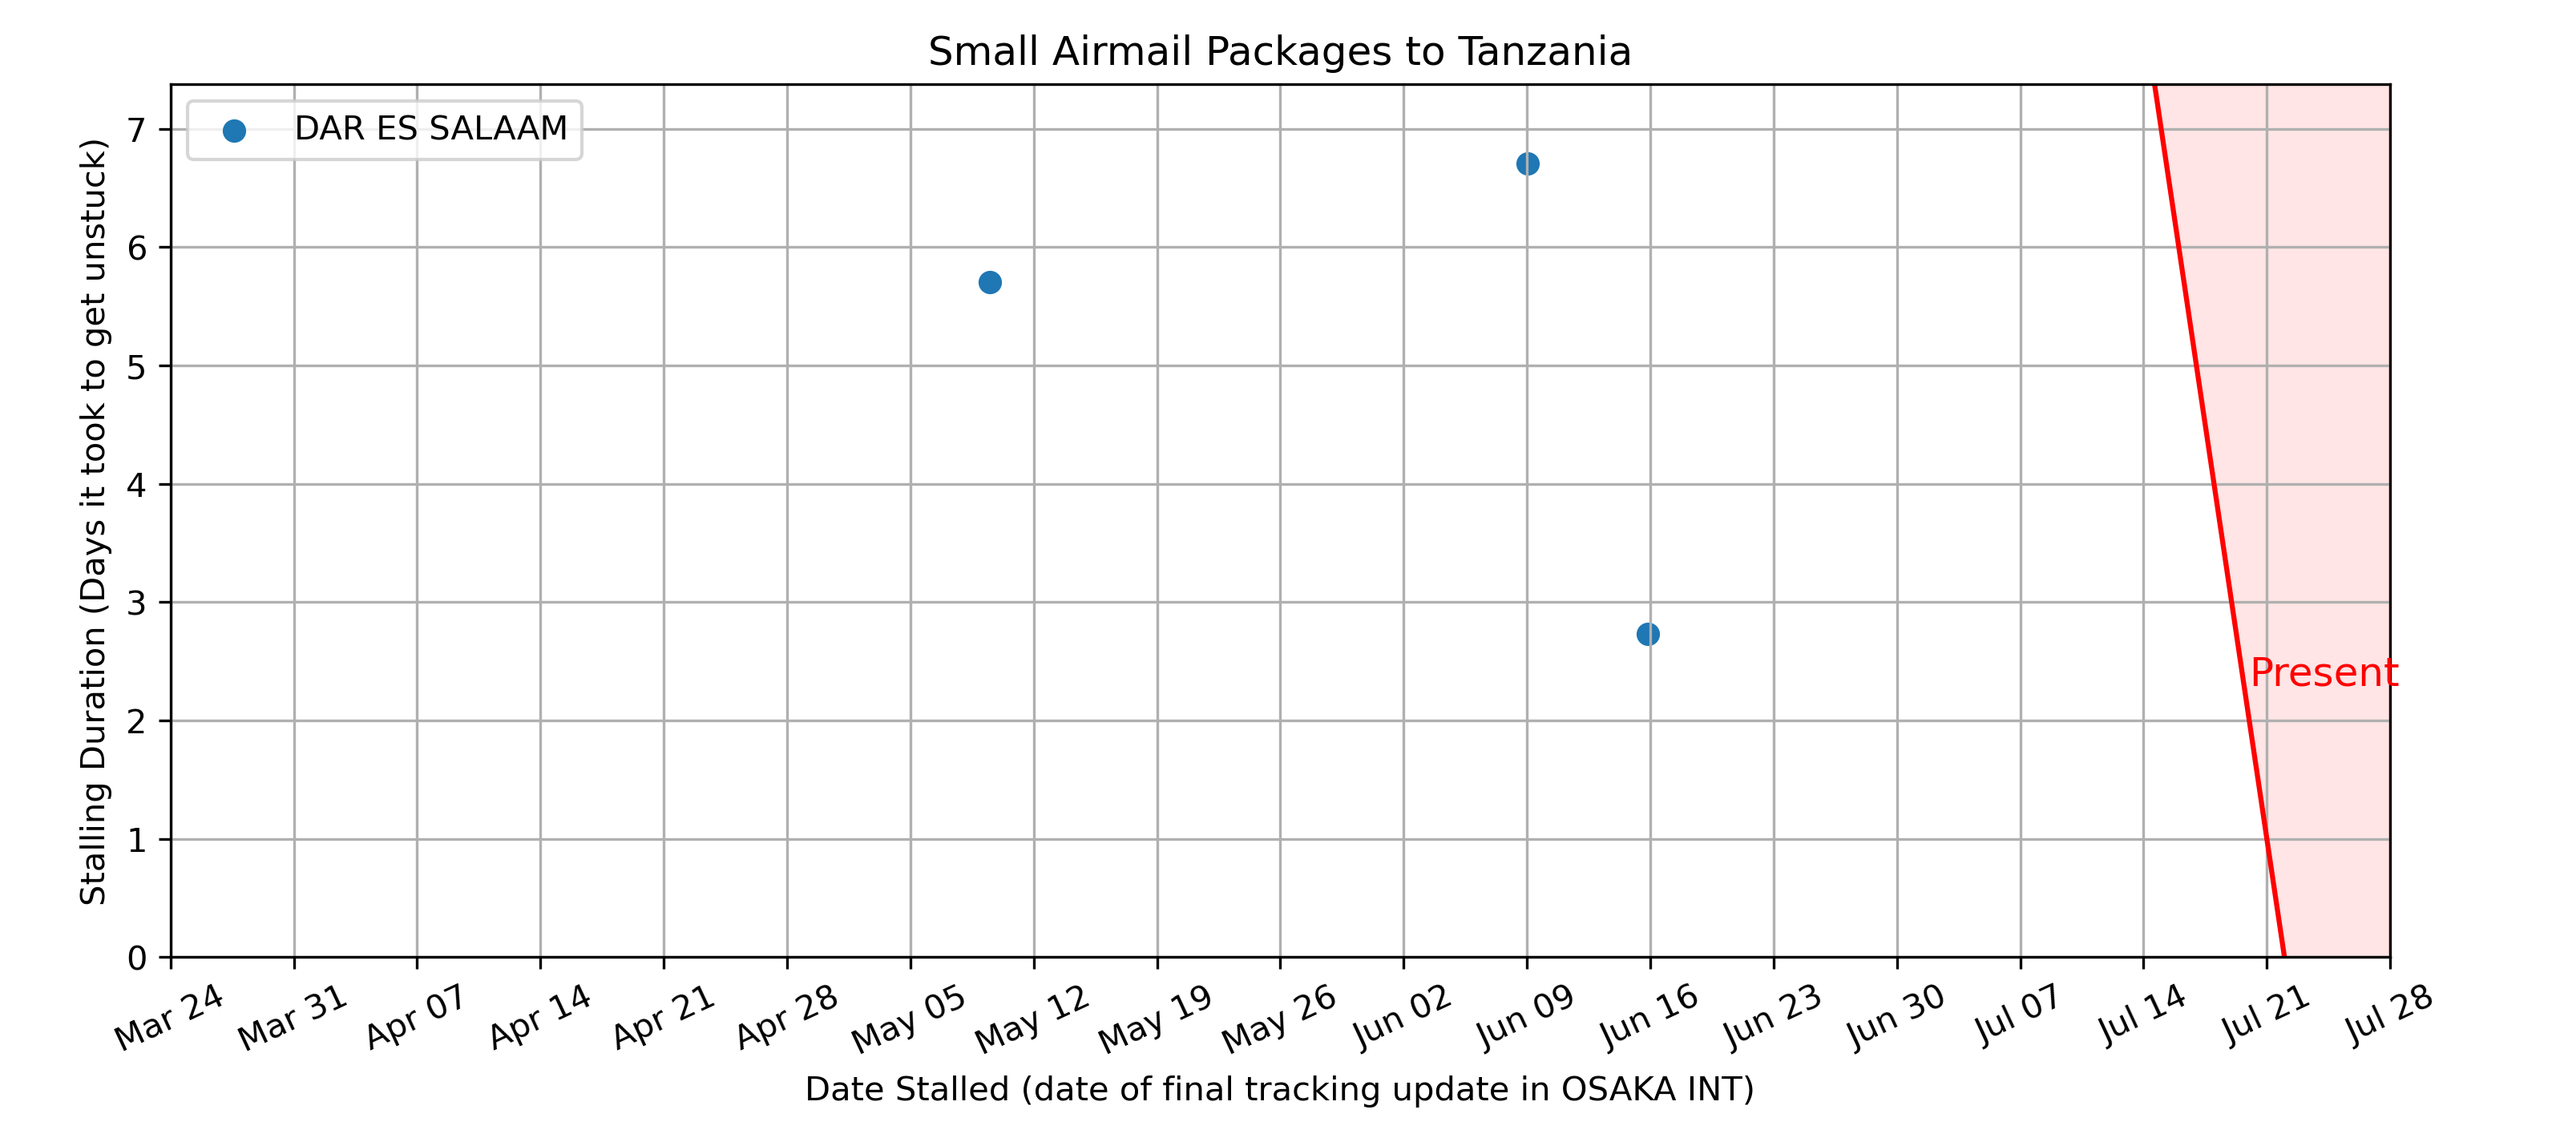 Small Airmail Packages to Tanzania
DAR ES SALAAM
Stalling Duration (Days it took to get unstuck)
7
6
5
4
3
2
1
0
Present
Mar 24
Mar 31
Apr 07
Apr 14
Apr 21
Apr 28
May 05
May 12
May 19
May 26
Jun 02
Jun 09
Jun 16
Jun 23
Jun 30
Jul 07
Jul 14
Jul 21
Jul 28
Date Stalled (date of final tracking update in OSAKA INT)